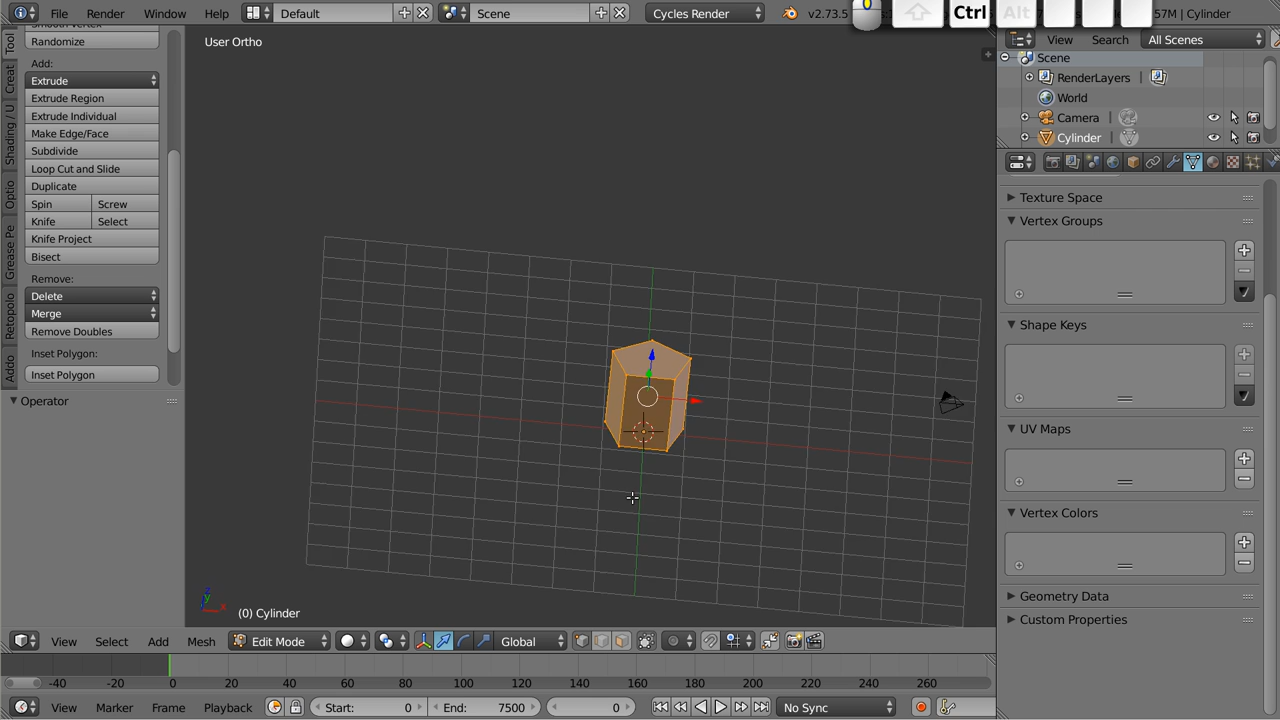 File Render Window Help Default Scene Cycles Render v2.73.5 Ctrl Alt 57M | Cylinder
Randomize
Add:
Extrude
Extrude Region
Extrude Individual
Make Edge/Face
Subdivide
Loop Cut and Slide
Duplicate
Spin Screw
Knife Select
Knife Project
Bisect
Remove:
Delete
Merge
Remove Doubles
Inset Polygon:
Inset Polygon
Operator
Tool
Creat
Shading / U
Optio
Grease Pe
Retopolo
Addo
User Ortho
(0) Cylinder
View Search All Scenes
Scene
RenderLayers |
World
Camera |
Cylinder |
Texture Space
Vertex Groups
Shape Keys
UV Maps
Vertex Colors
Geometry Data
Custom Properties
View Select Add Mesh Edit Mode Global
-40 -20 0 20 40 60 80 100 120 140 160 180 200 220 240 260
View Marker Frame Playback Start: 0 End: 7500 0 No Sync